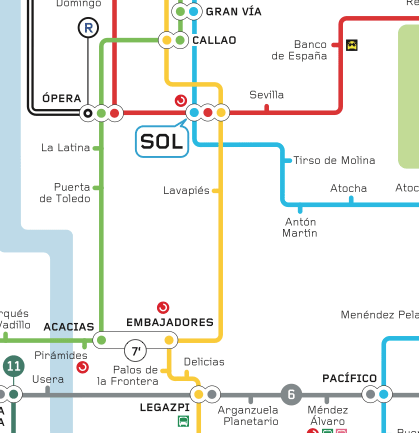 Domingo
Re
GRAN VÍA
R
CALLAO
Banco
de España
ÓPERA
Sevilla
SOL
La Latina
Tirso de Molina
Puerta
de Toledo
Lavapiés
Atocha
Atoc
Antón
Martín
rqués
Vadillo
ACACIAS
EMBAJADORES
Menéndez Pela
7'
Pirámides
11
Palos de
la Frontera
Delicias
Usera
PACÍFICO
6
A
A
LEGAZPI
Arganzuela
Planetario
Méndez
Álvaro